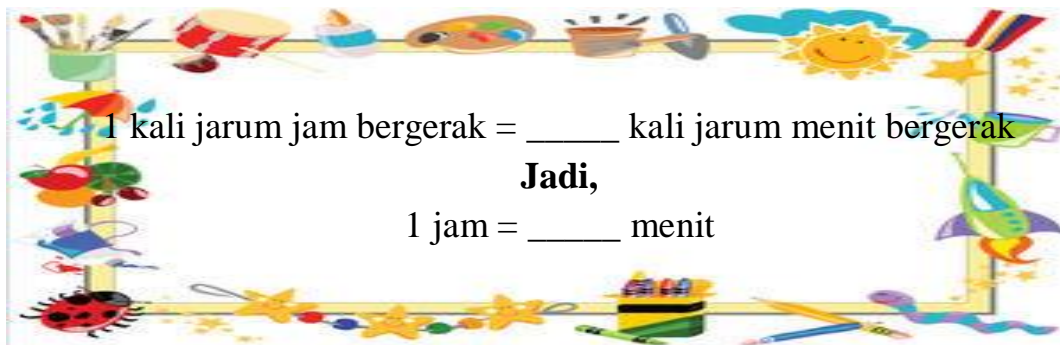 1 kali jarum jam bergerak = _____ kali jarum menit bergerak
Jadi,
1 jam = _____ menit